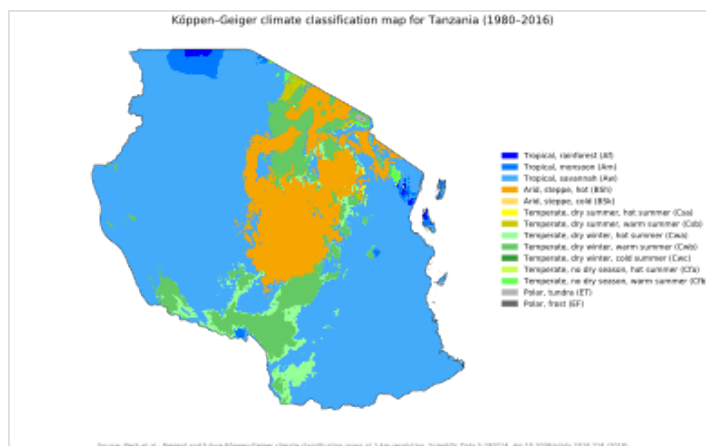 Köppen–Geiger climate classification map for Tanzania (1980–2016)
Tropical, rainforest (Af)
Tropical, monsoon (Am)
Tropical, savannah (Aw)
Arid, steppe, hot (BSh)
Arid, steppe, cold (BSk)
Temperate, dry summer, hot summer (Csa)
Temperate, dry summer, warm summer (Csb)
Temperate, dry winter, hot summer (Cwa)
Temperate, dry winter, warm summer (Cwb)
Temperate, dry winter, cold summer (Cwc)
Temperate, no dry season, hot summer (Cfa)
Temperate, no dry season, warm summer (Cfb
Polar, tundra (ET)
Polar, frost (EF)